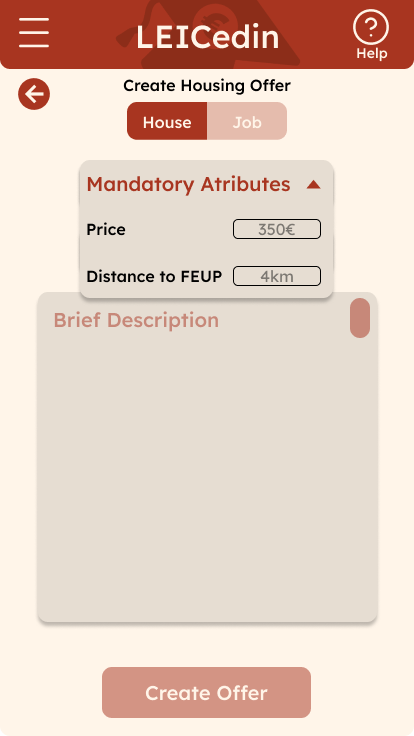 LEICedin
Help
Create Housing Offer
House Job
Mandatory Atributes
Price 350€
Distance to FEUP 4km
Brief Description
Create Offer